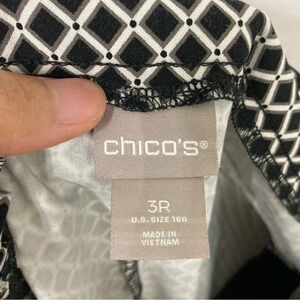 chico's®
3R
U.S. SIZE 16R
MADE IN
VIETNAM